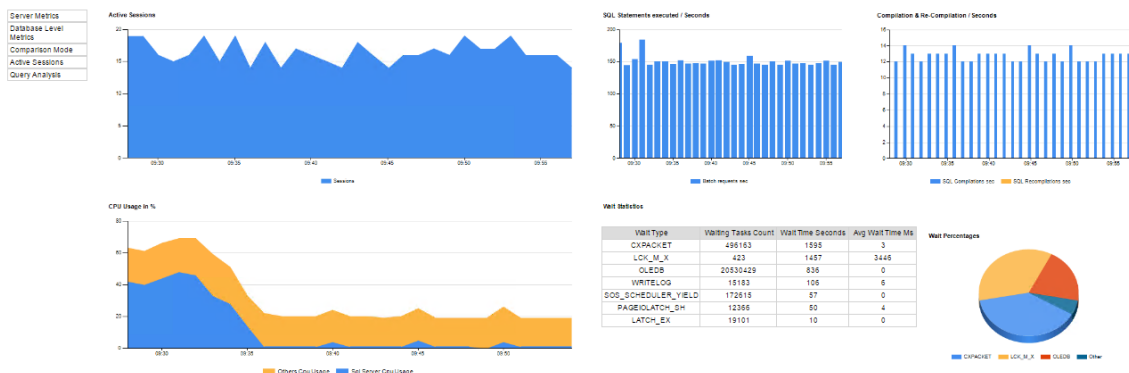 Server Metrics
Database Level
Metrics
Comparison Mode
Active Sessions
Query Analysis
Active Sessions
20
15
10
5
0
09:30 09:35 09:40 09:45 09:50 09:55
Sessions
SQL Statements executed / Seconds
200
150
100
50
0
09:30 09:35 09:40 09:45 09:50 09:55
Batch requests sec
Compilation & Re-Compilation / Seconds
16
14
12
10
8
6
4
2
0
09:30 09:35 09:40 09:45 09:50 09:55
SQL Compilations sec SQL Recompilations sec
CPU Usage in %
80
60
40
20
0
09:30 09:35 09:40 09:45 09:50
Others Cpu Usage Sql Server Cpu Usage
Wait Statistics
Wait Type Waiting Tasks Count Wait Time Seconds Avg Wait Time Ms
CXPACKET 496163 1595 3
LCK_M_X 423 1457 3446
OLEDB 20530429 836 0
WRITELOG 15183 106 6
SOS_SCHEDULER_YIELD 172615 57 0
PAGEIOLATCH_SH 12366 50 4
LATCH_EX 19101 10 0
Wait Percentages
CXPACKET LCK_M_X OLEDB Other